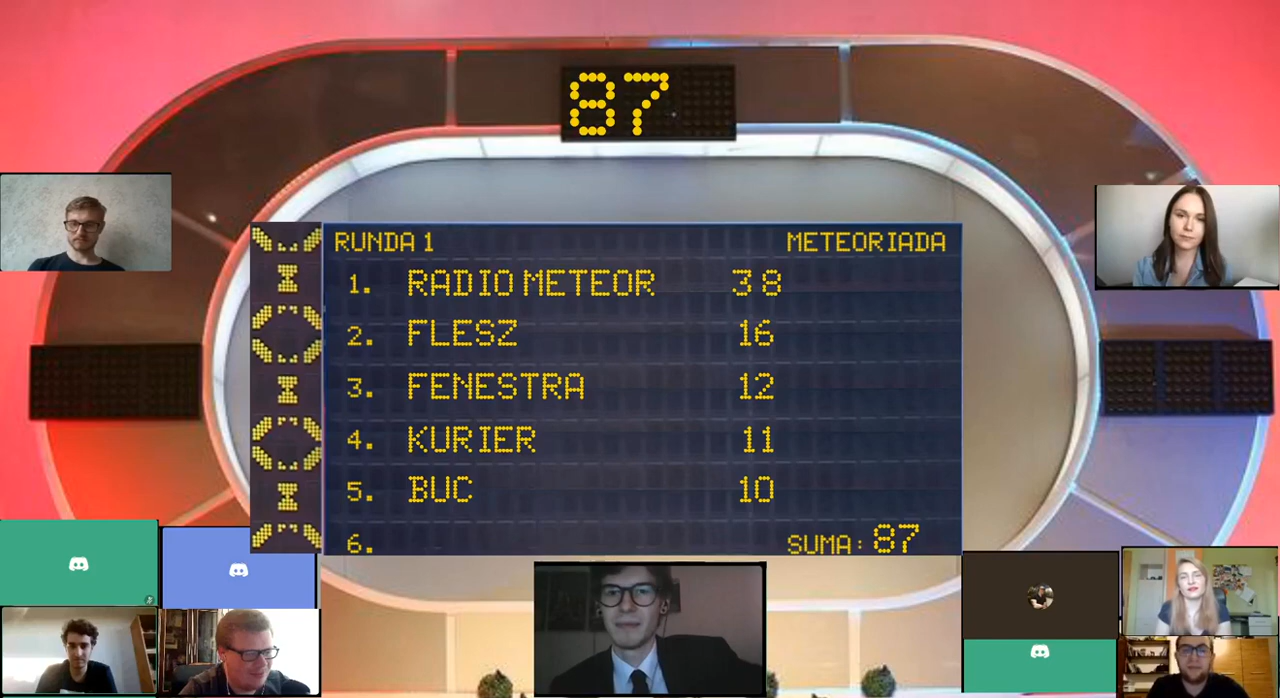 87
RUNDA 1 METEORIADA
1. RADIO METEOR 38
2. FLESZ 16
3. FENESTRA 12
4. KURIER 11
5. BUC 10
6. SUMA: 87